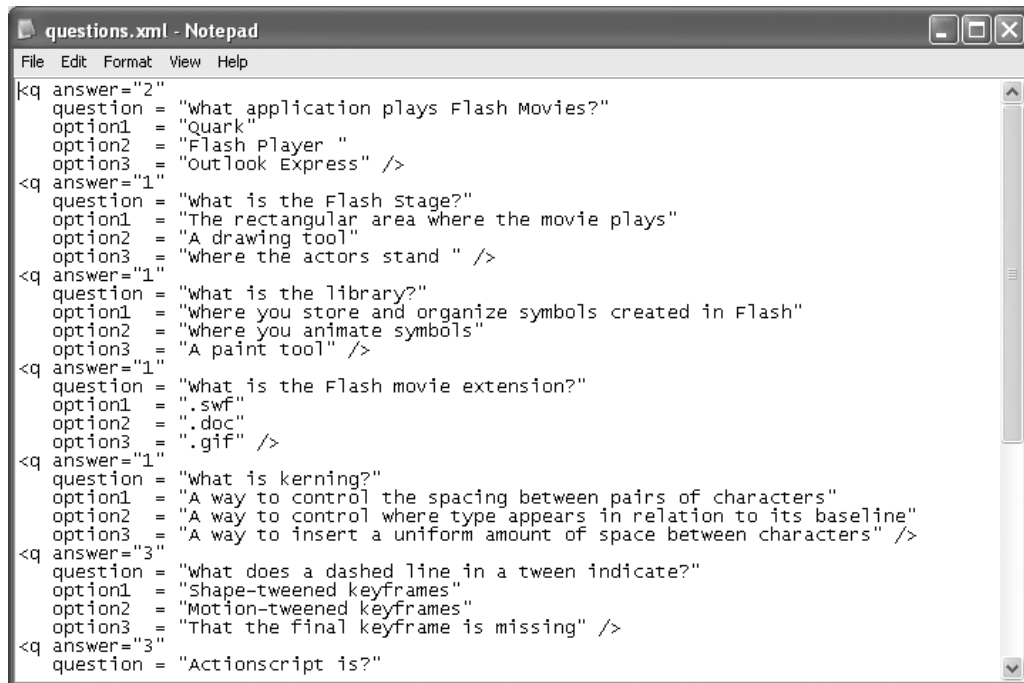 questions.xml - Notepad
File Edit Format View Help
<q answer="2"
    question = "What application plays Flash Movies?"
    option1  = "Quark"
    option2  = "Flash Player "
    option3  = "Outlook Express" />
<q answer="1"
    question = "What is the Flash Stage?"
    option1  = "The rectangular area where the movie plays"
    option2  = "A drawing tool"
    option3  = "Where the actors stand " />
<q answer="1"
    question = "What is the library?"
    option1  = "Where you store and organize symbols created in Flash"
    option2  = "Where you animate symbols"
    option3  = "A paint tool" />
<q answer="1"
    question = "What is the Flash movie extension?"
    option1  = ".swf"
    option2  = ".doc"
    option3  = ".gif" />
<q answer="1"
    question = "What is kerning?"
    option1  = "A way to control the spacing between pairs of characters"
    option2  = "A way to control where type appears in relation to its baseline"
    option3  = "A way to insert a uniform amount of space between characters" />
<q answer="3"
    question = "What does a dashed line in a tween indicate?"
    option1  = "Shape-tweened keyframes"
    option2  = "Motion-tweened keyframes"
    option3  = "That the final keyframe is missing" />
<q answer="3"
    question = "Actionscript is?"